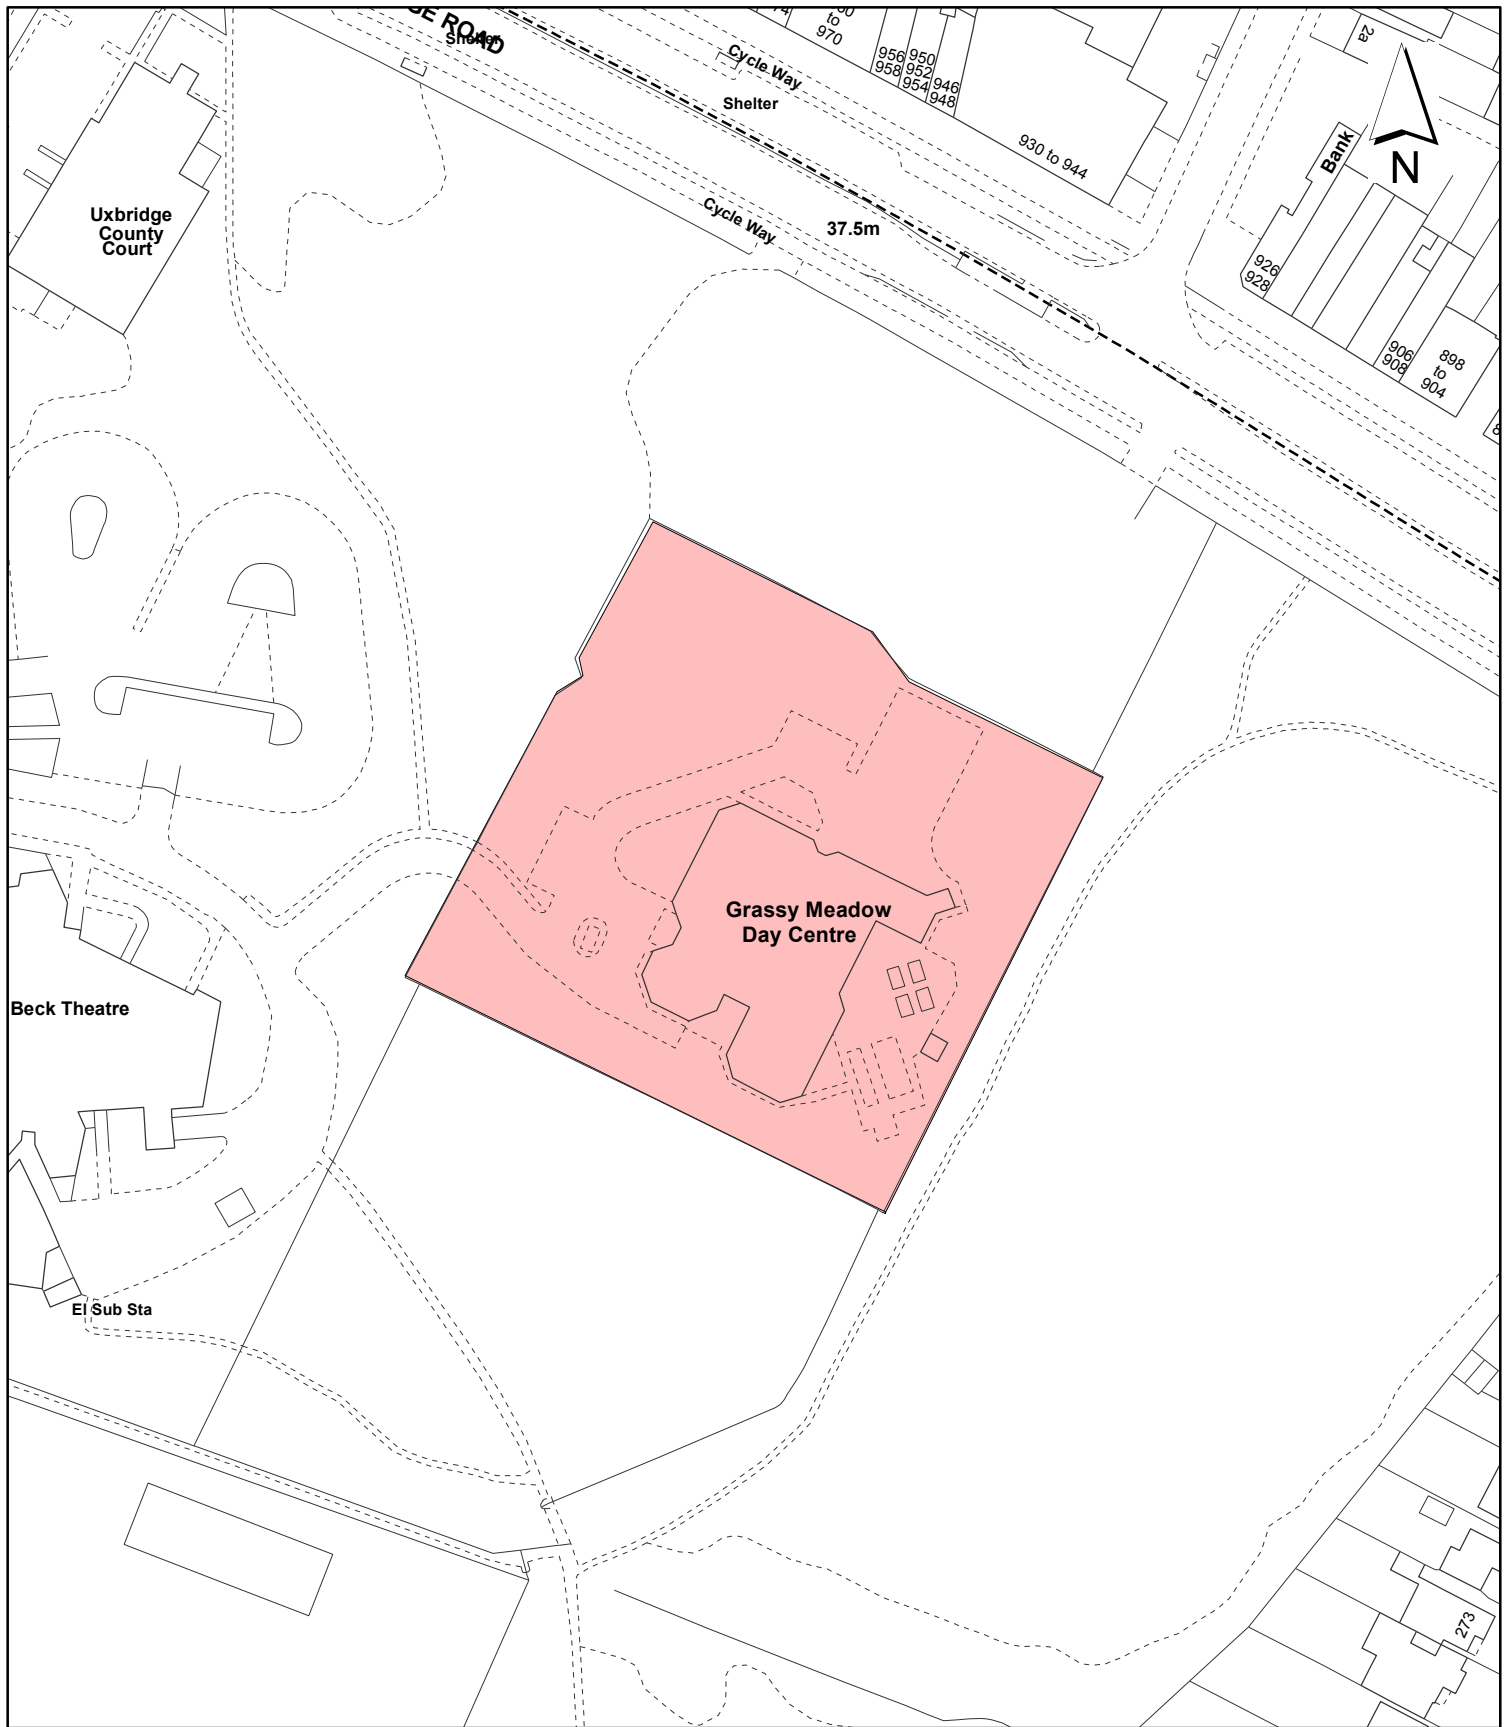 GE ROAD
Shelter
to
970
956
958
950
952
954
946
948
2a
Cycle Way
Shelter
930 to 944
Bank
N
Uxbridge
County
Court
Cycle Way
37.5m
926
928
906
908
898
to
904
Grassy Meadow
Day Centre
Beck Theatre
El Sub Sta
273